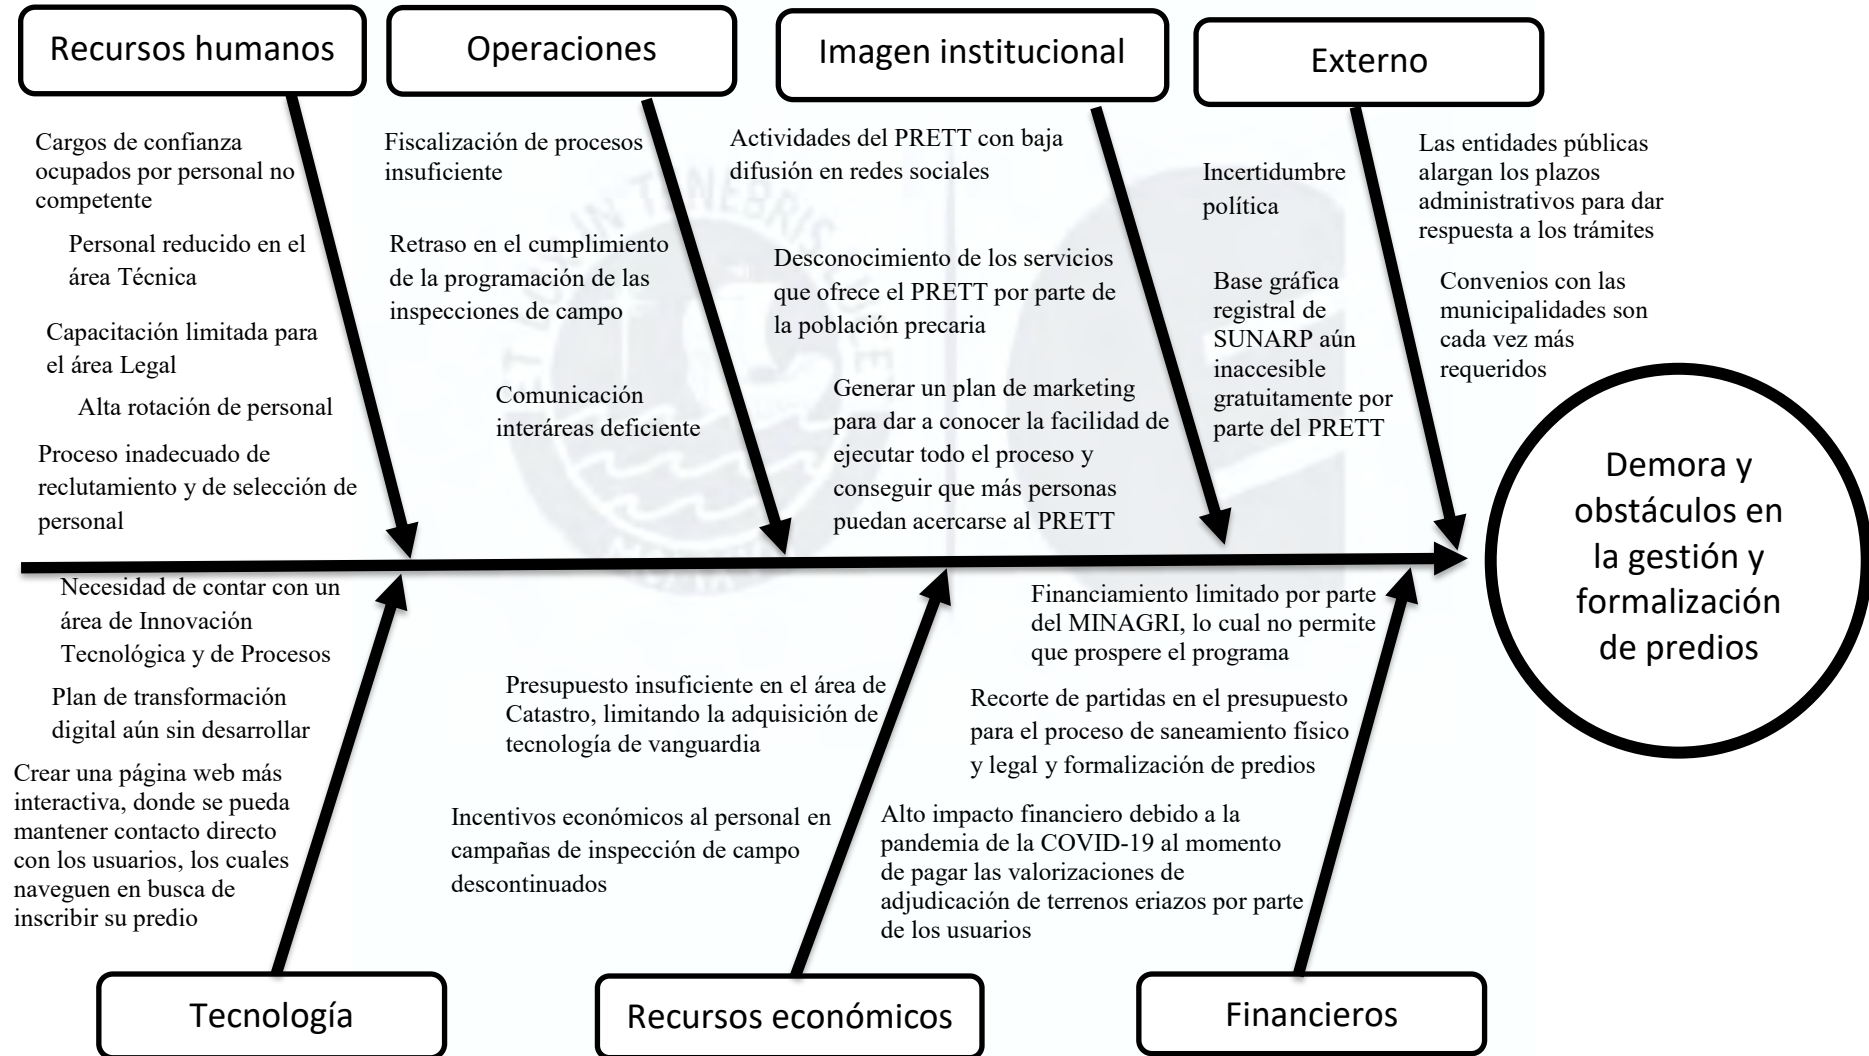 Recursos humanos
Operaciones
Imagen institucional
Externo
Cargos de confianza
ocupados por personal no
competente
Personal reducido en el
área Técnica
Capacitación limitada para
el área Legal
Alta rotación de personal
Proceso inadecuado de
reclutamiento y de selección de
personal
Fiscalización de procesos
insuficiente
Retraso en el cumplimiento
de la programación de las
inspecciones de campo
Comunicación
interáreas deficiente
Actividades del PRETT con baja
difusión en redes sociales
Desconocimiento de los servicios
que ofrece el PRETT por parte de
la población precaria
Generar un plan de marketing
para dar a conocer la facilidad de
ejecutar todo el proceso y
conseguir que más personas
puedan acercarse al PRETT
Incertidumbre
política
Base gráfica
registral de
SUNARP aún
inaccesible
gratuitamente por
parte del PRETT
Las entidades públicas
alargan los plazos
administrativos para dar
respuesta a los trámites
Convenios con las
municipalidades son
cada vez más
requeridos
Demora y
obstáculos en
la gestión y
formalización
de predios
Necesidad de contar con un
área de Innovación
Tecnológica y de Procesos
Plan de transformación
digital aún sin desarrollar
Crear una página web más
interactiva, donde se pueda
mantener contacto directo
con los usuarios, los cuales
naveguen en busca de
inscribir su predio
Presupuesto insuficiente en el área de
Catastro, limitando la adquisición de
tecnología de vanguardia
Incentivos económicos al personal en
campañas de inspección de campo
descontinuados
Financiamiento limitado por parte
del MINAGRI, lo cual no permite
que prospere el programa
Recorte de partidas en el presupuesto
para el proceso de saneamiento físico
y legal y formalización de predios
Alto impacto financiero debido a la
pandemia de la COVID-19 al momento
de pagar las valorizaciones de
adjudicación de terrenos eriazos por parte
de los usuarios
Tecnología
Recursos económicos
Financieros
ET LUX IN TENEBRIS LUCET